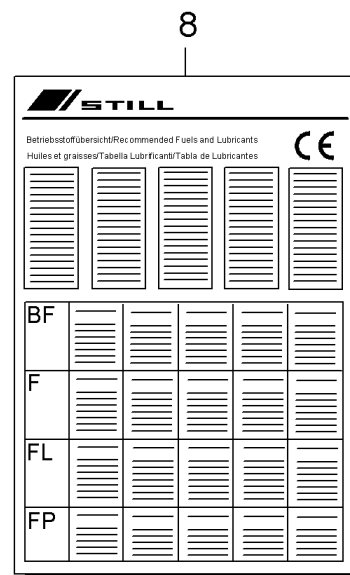 8
STILL
Betriebsstoffübersicht/Recommended Fuels and Lubricants
Huiles et graisses/Tabella Lubrificanti/Tabla de Lubricantes
CE
BF
F
FL
FP